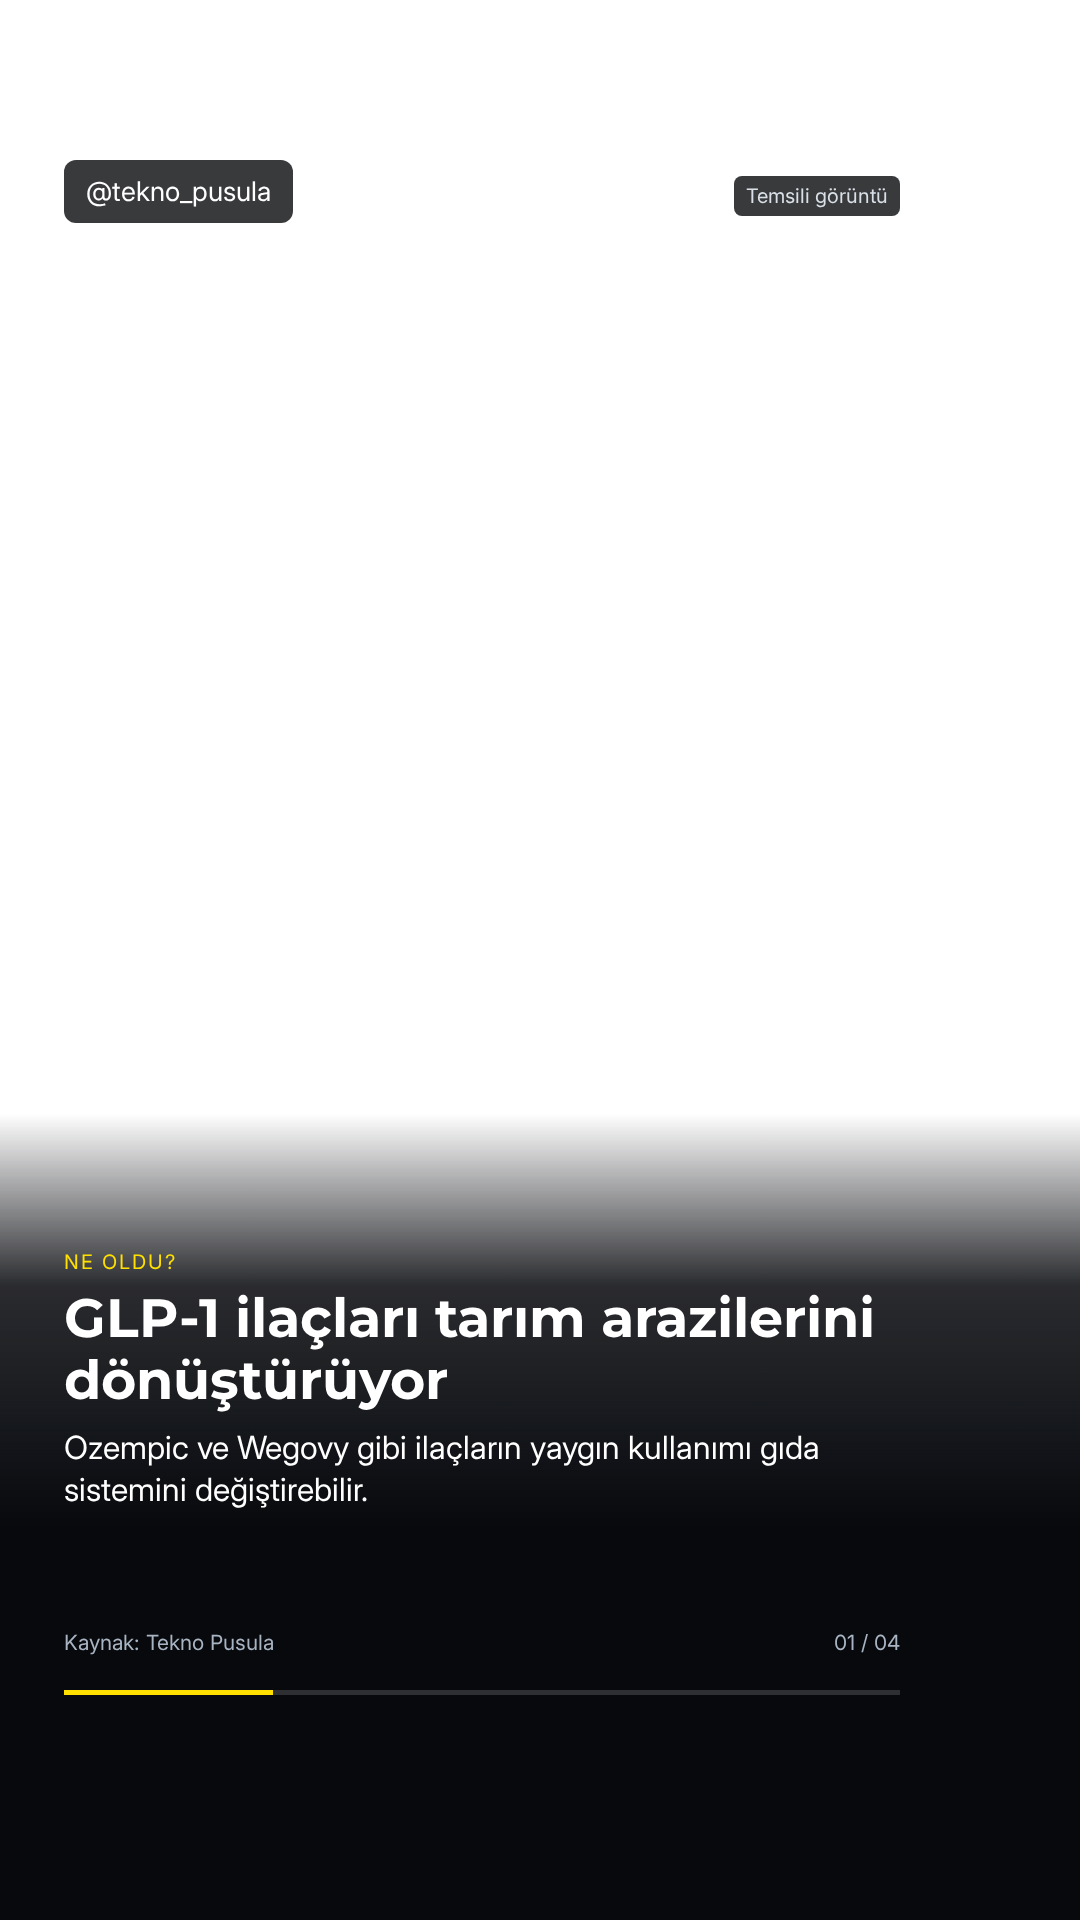 @tekno_pusula
Temsili görüntü
NE OLDU?
GLP-1 ilaçları tarım arazilerini
dönüştürüyor
Ozempic ve Wegovy gibi ilaçların yaygın kullanımı gıda
sistemini değiştirebilir.
Kaynak: Tekno Pusula
01 / 04